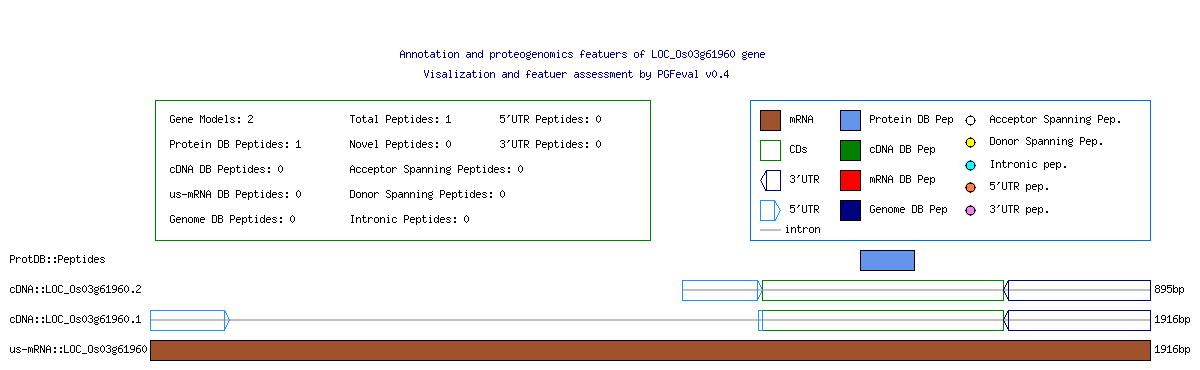 Annotation and proteogenomics featuers of LOC_Os03g61960 gene
Visalization and featuer assessment by PGFeval v0.4
Gene Models: 2 Total Peptides: 1 5'UTR Peptides: 0
Protein DB Peptides: 1 Novel Peptides: 0 3'UTR Peptides: 0
cDNA DB Peptides: 0 Acceptor Spanning Peptides: 0
us-mRNA DB Peptides: 0 Donor Spanning Peptides: 0
Genome DB Peptides: 0 Intronic Peptides: 0
mRNA Protein DB Pep Acceptor Spanning Pep.
CDs cDNA DB Pep Donor Spanning Pep.
3'UTR mRNA DB Pep Intronic pep.
5'UTR Genome DB Pep 5'UTR pep.
intron 3'UTR pep.
ProtDB::Peptides
cDNA::LOC_Os03g61960.2 895bp
cDNA::LOC_Os03g61960.1 1916bp
us-mRNA::LOC_Os03g61960 1916bp